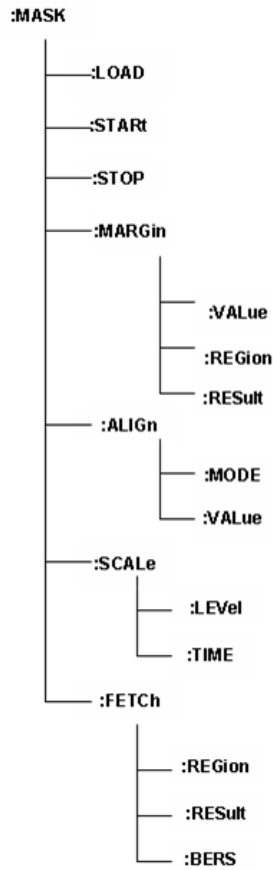 :MASK
:LOAD
:STARt
:STOP
:MARGin
:VALue
:REGion
:RESult
:ALIGn
:MODE
:VALue
:SCALe
:LEVel
:TIME
:FETCh
:REGion
:RESult
:BERS